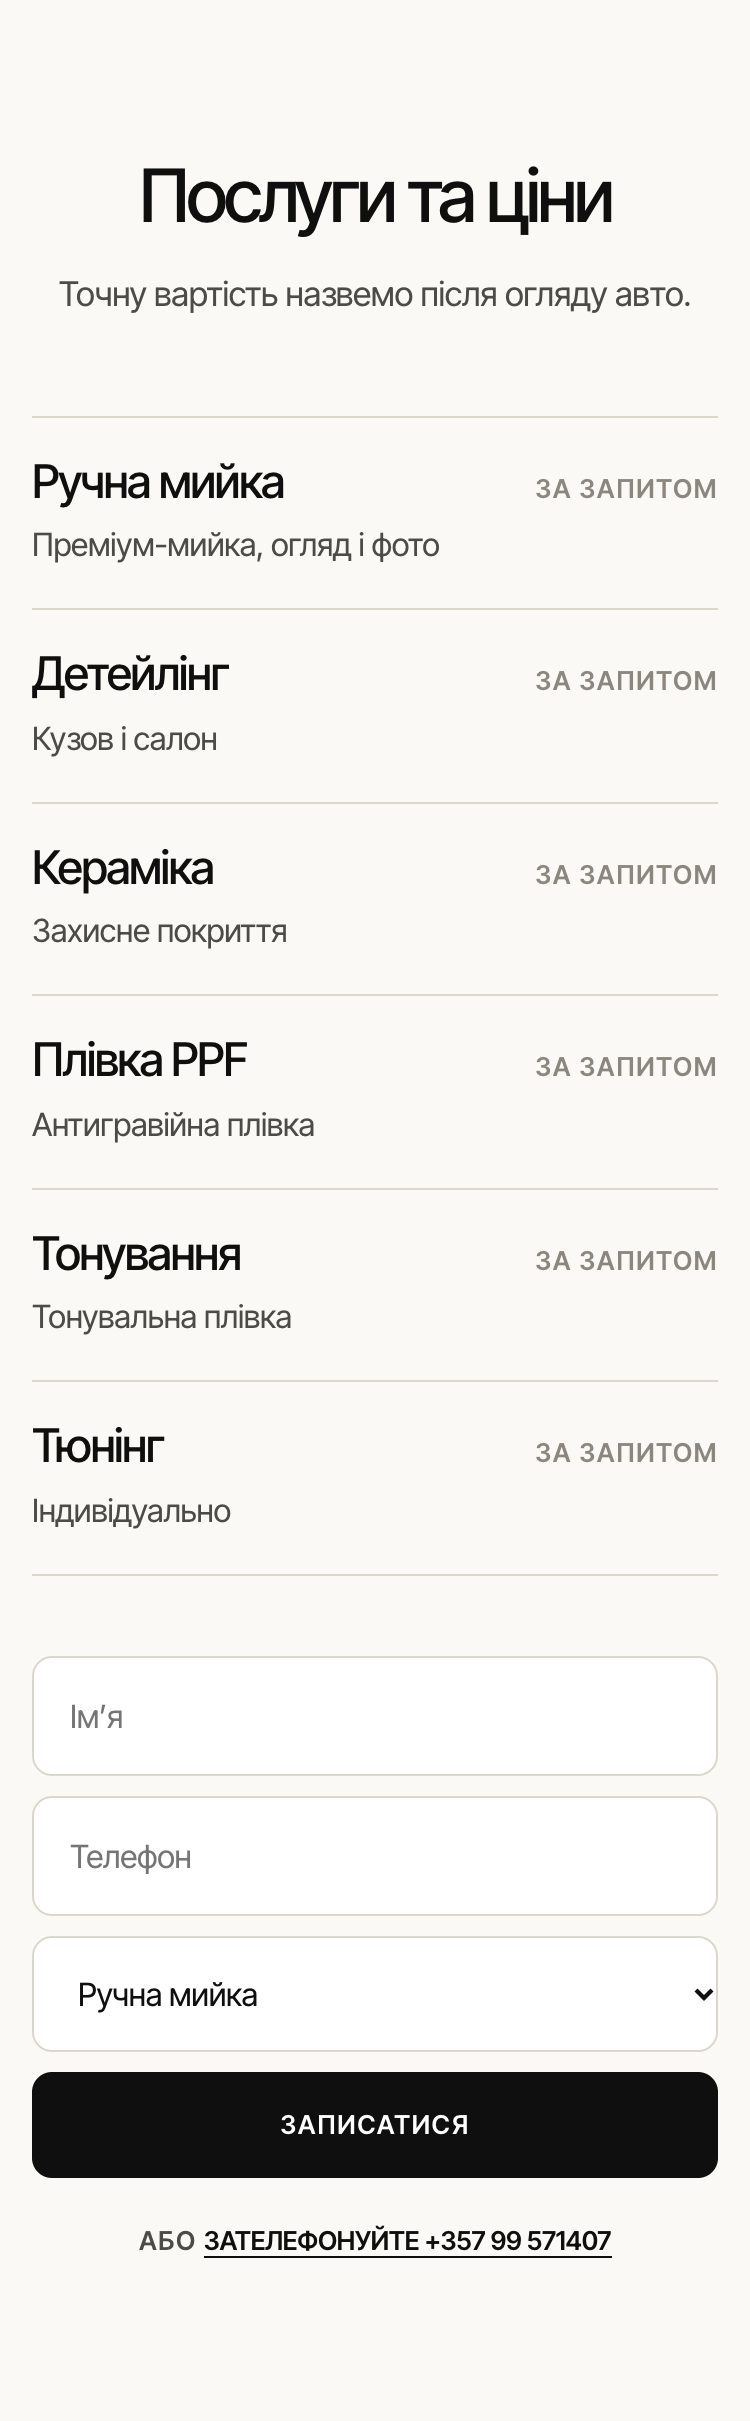 Послуги та ціни
Точну вартість назвемо після огляду авто.
Ручна мийка
ЗА ЗАПИТОМ
Преміум-мийка, огляд і фото
Детейлінг
ЗА ЗАПИТОМ
Кузов і салон
Кераміка
ЗА ЗАПИТОМ
Захисне покриття
Плівка PPF
ЗА ЗАПИТОМ
Антигравійна плівка
Тонування
ЗА ЗАПИТОМ
Тонувальна плівка
Тюнінг
ЗА ЗАПИТОМ
Індивідуально
Ім’я
Телефон
Ручна мийка
ЗАПИСАТИСЯ
АБО ЗАТЕЛЕФОНУЙТЕ +357 99 571407